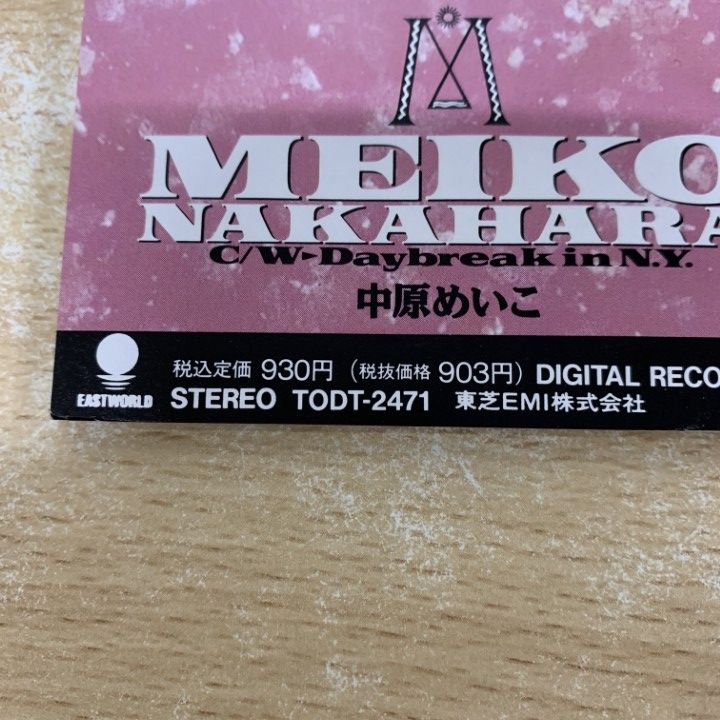 MEIKO
NAKAHARA
C/W-Daybreak in N.Y.
中原めいこ
税込定価 930円 (税抜価格 903円) DIGITAL RECO
EASTWORLD STEREO TODT-2471 東芝EMI株式会社